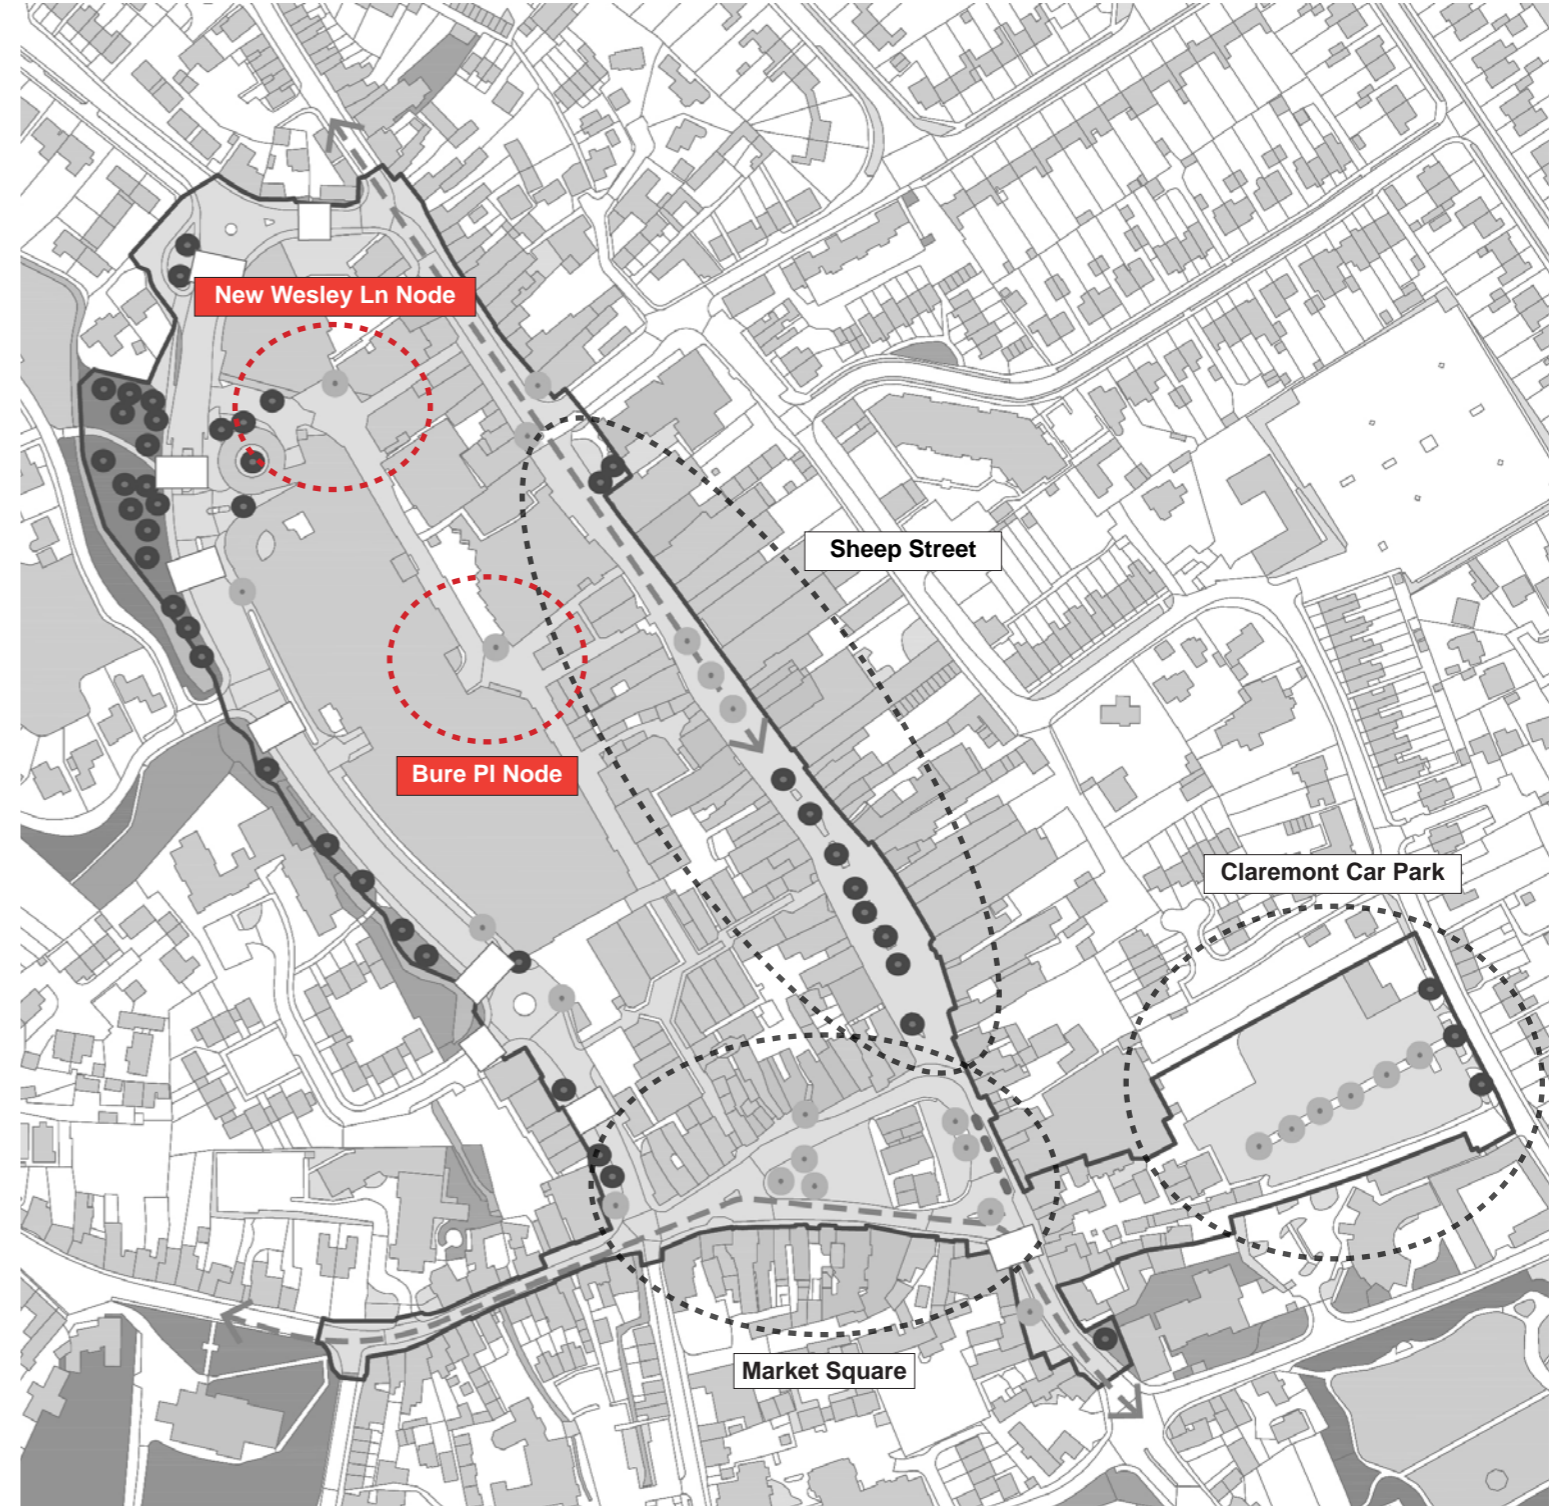 New Wesley Ln Node
Sheep Street
Bure Pl Node
Claremont Car Park
Market Square